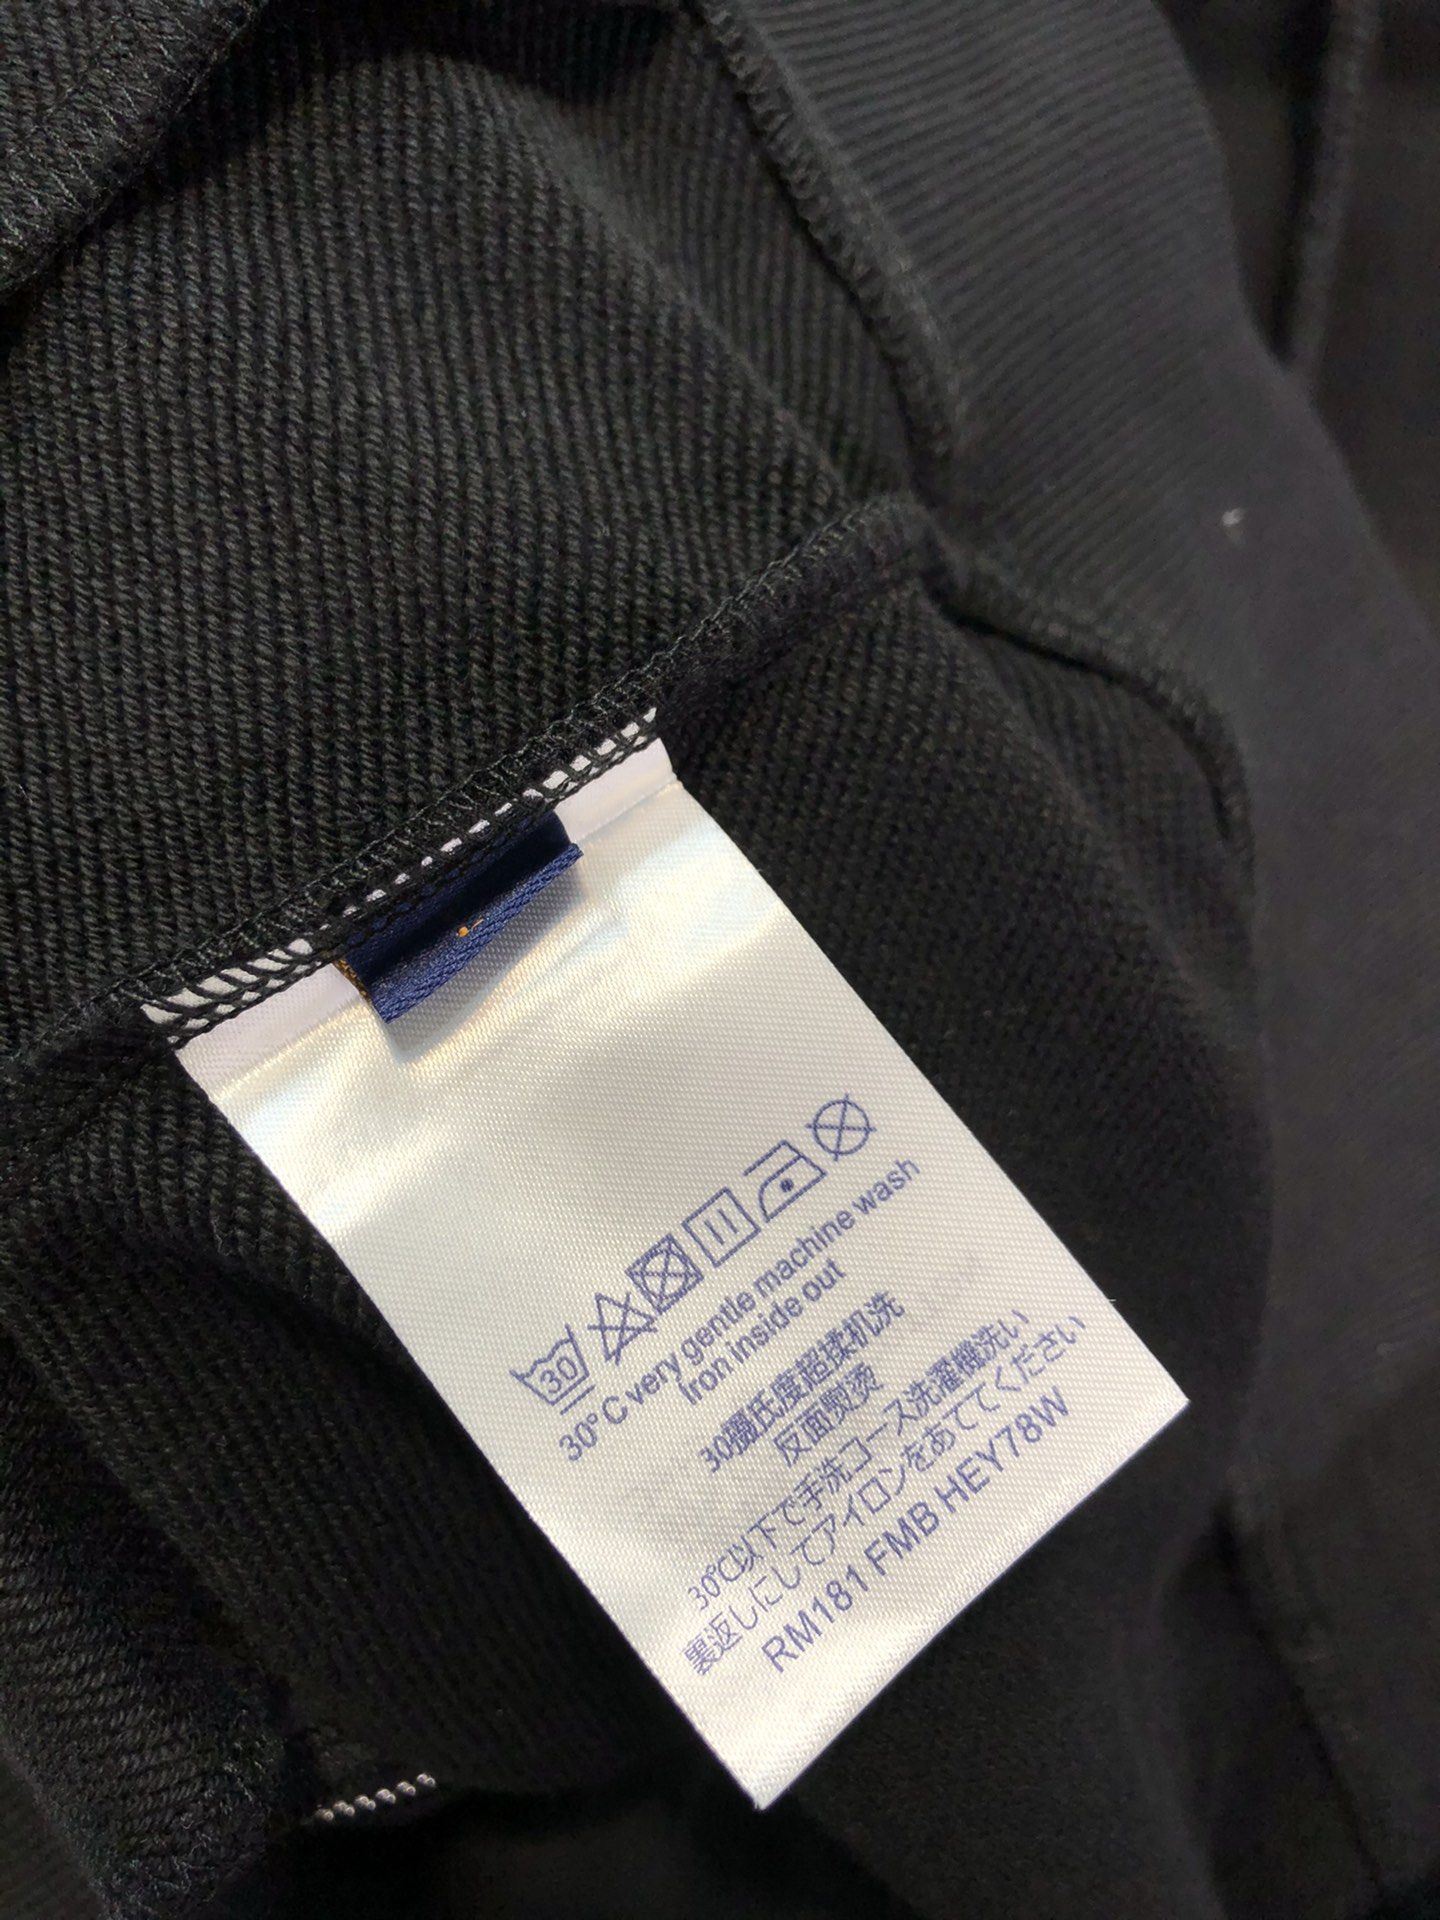 30
30°C very gentle machine wash
Iron inside out
30攝氏度超揉机洗
反面熨烫
30℃以下で手洗コース洗濯機洗い
裏返しにしてアイロンをあててください
RM181 FMB HEY78W